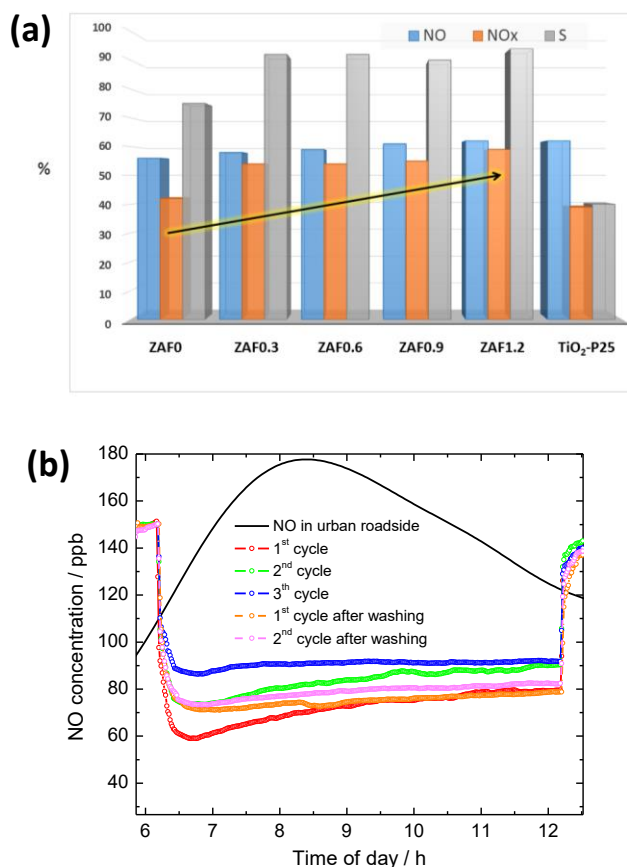 (a)
NO NOx S
100
90
80
70
60
50
40
30
20
10
0
%
ZAF0 ZAF0.3 ZAF0.6 ZAF0.9 ZAF1.2 TiO₂-P25
(b)
180
160
140
120
100
80
60
40
NO concentration / ppb
NO in urban roadside
1st cycle
2nd cycle
3th cycle
1st cycle after washing
2nd cycle after washing
6 7 8 9 10 11 12
Time of day / h